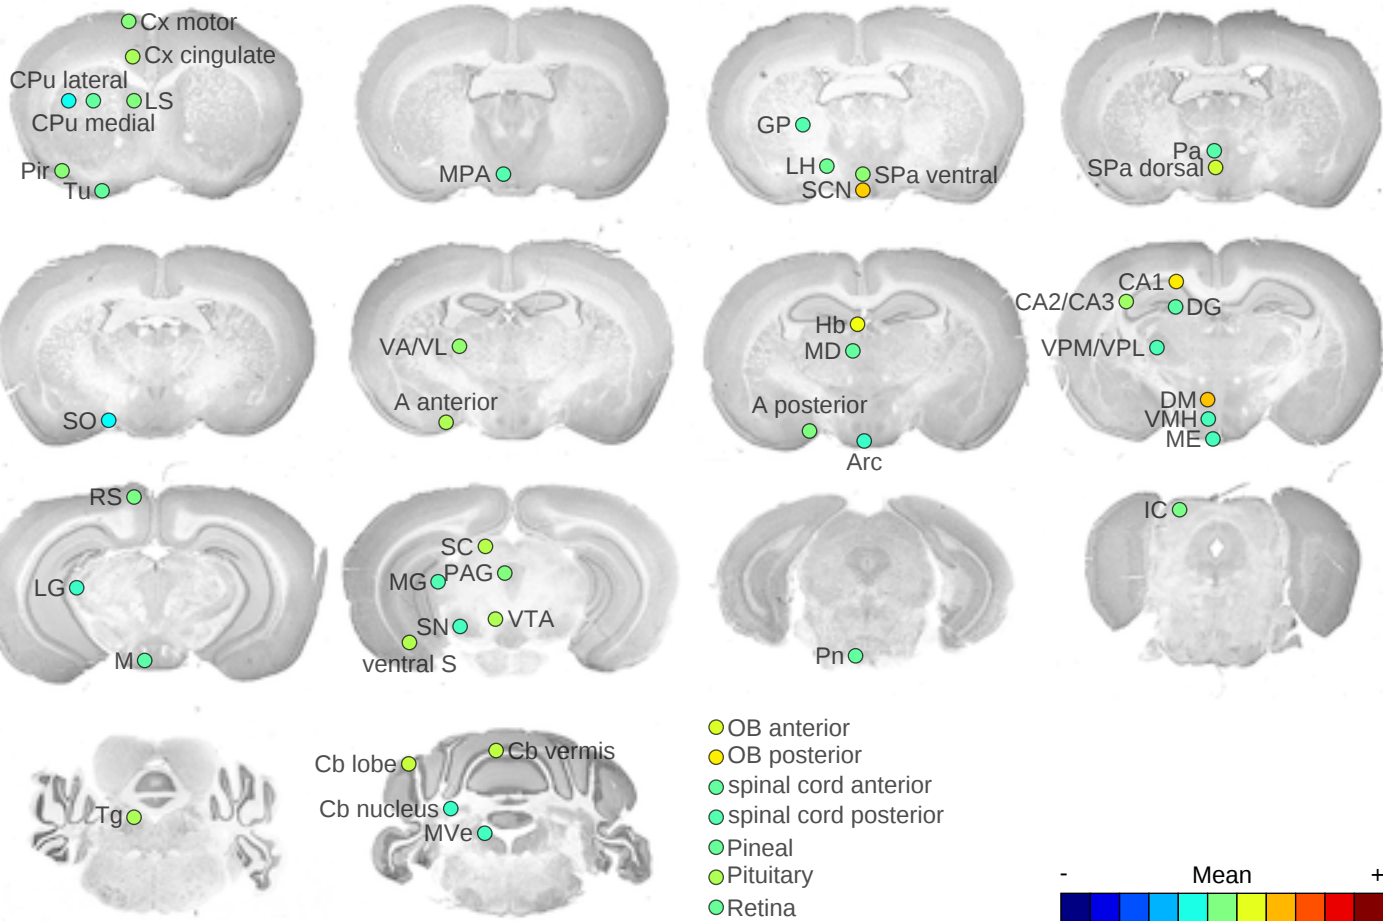 Cx motor
Cx cingulate
CPu lateral
LS
CPu medial
Pir
Tu
MPA
GP
LH
SPa ventral
SCN
Pa
SPa dorsal
SO
VA/VL
A anterior
Hb
MD
A posterior
Arc
CA1
CA2/CA3
DG
VPM/VPL
DM
VMH
ME
RS
LG
M
SC
PAG
MG
VTA
SN
ventral S
Pn
IC
Tg
Cb vermis
Cb lobe
Cb nucleus
MVe
OB anterior
OB posterior
spinal cord anterior
spinal cord posterior
Pineal
Pituitary
Retina
- Mean +